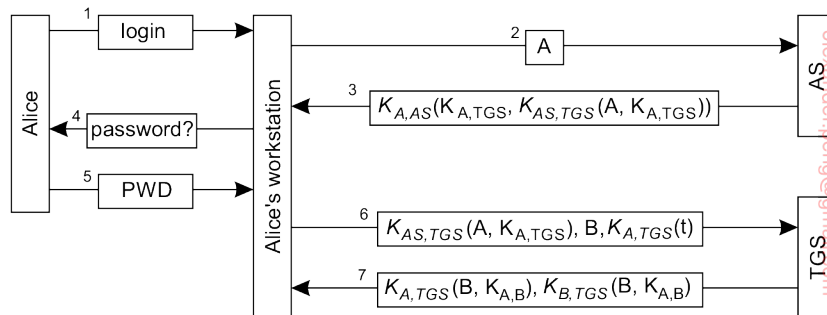 Alice
1 login
4 password?
5 PWD
Alice's workstation
2 A
3 K_{A,AS}(K_{A,TGS}, K_{AS,TGS}(A, K_{A,TGS}))
6 K_{AS,TGS}(A, K_{A,TGS}), B, K_{A,TGS}(t)
7 K_{A,TGS}(B, K_{A,B}), K_{B,TGS}(B, K_{A,B})
AS
TGS